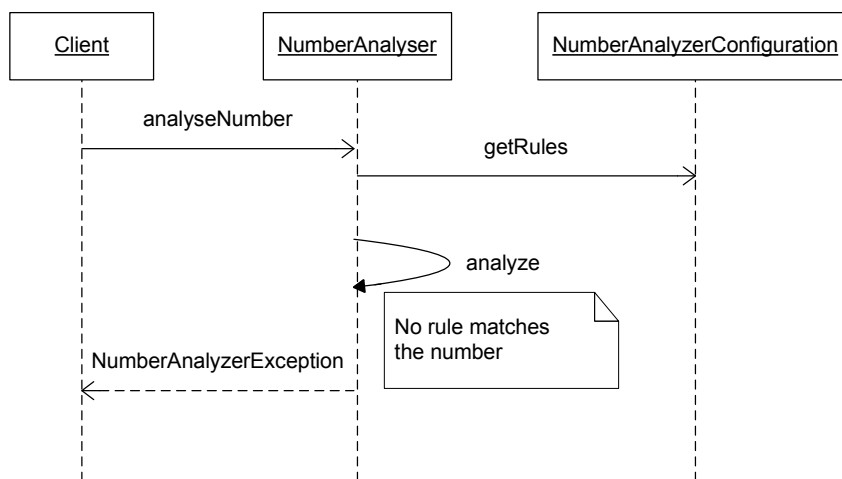 Client
NumberAnalyser
NumberAnalyzerConfiguration
analyseNumber
getRules
analyze
No rule matches
the number
NumberAnalyzerException